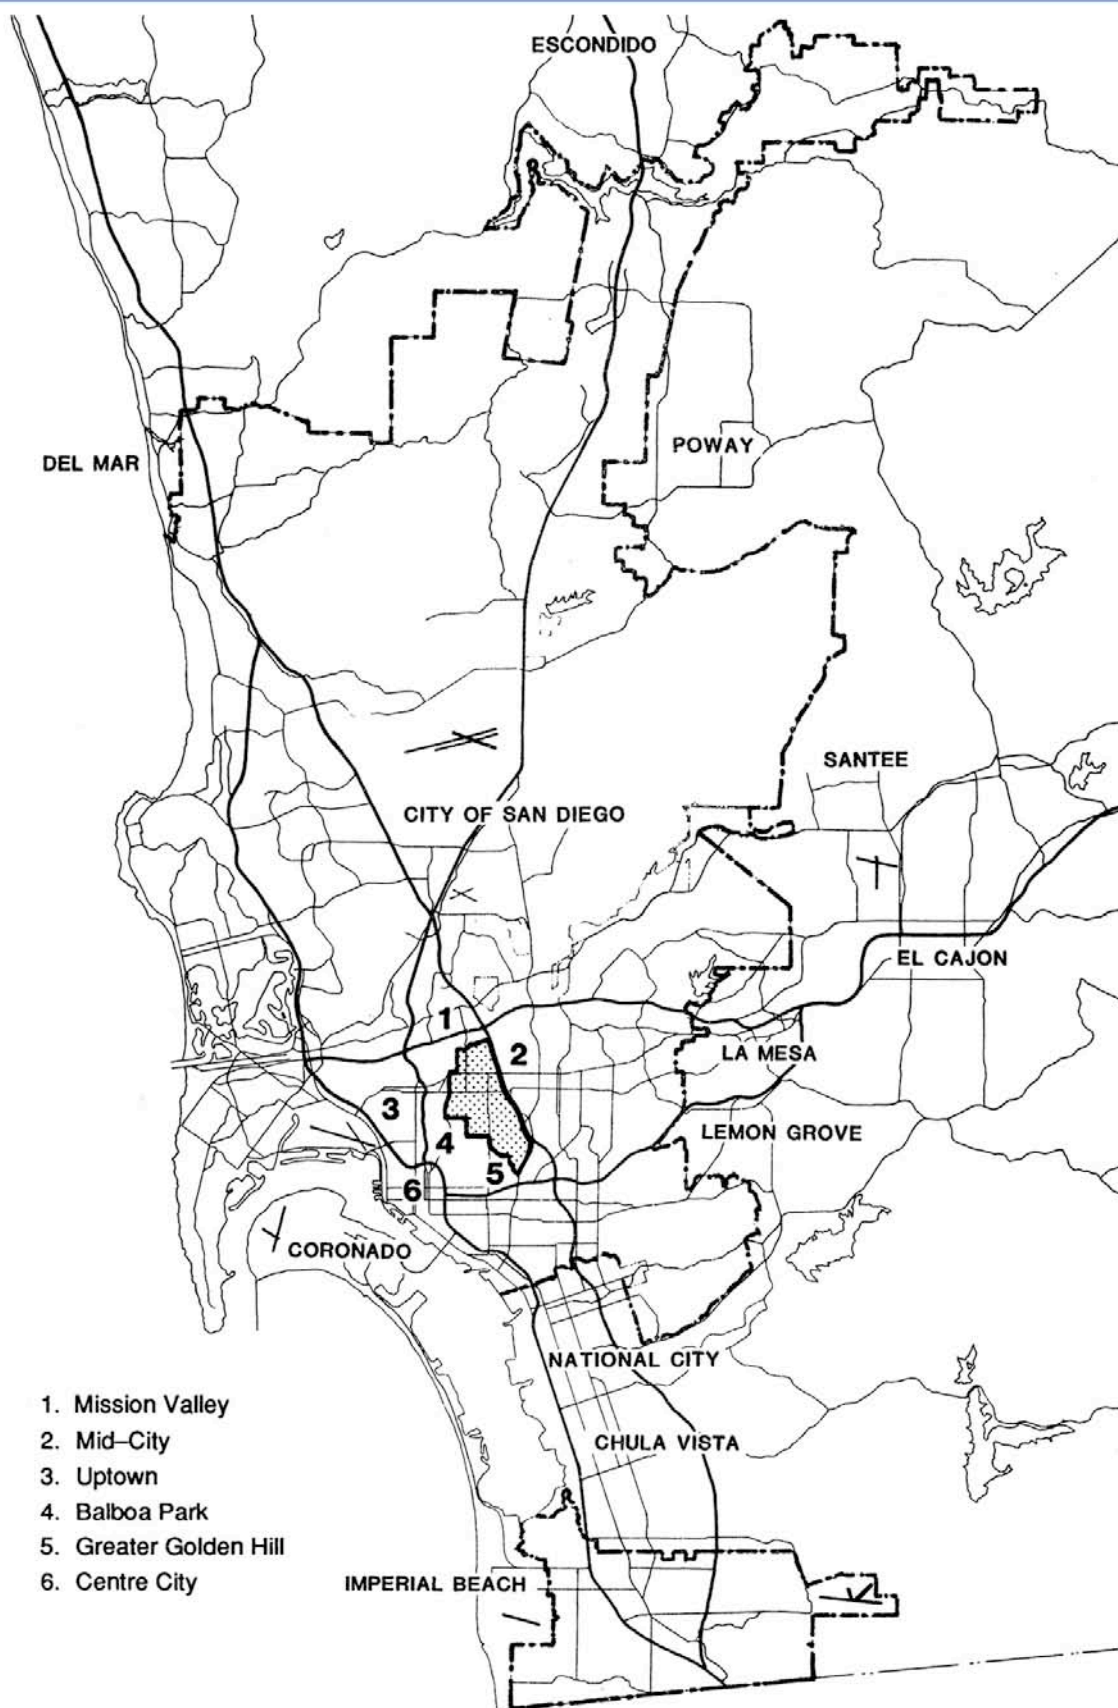 ESCONDIDO
POWAY
DEL MAR
SANTEE
CITY OF SAN DIEGO
EL CAJON
1
2
LA MESA
3
LEMON GROVE
4
5
6
CORONADO
NATIONAL CITY
CHULA VISTA
IMPERIAL BEACH
1. Mission Valley
2. Mid–City
3. Uptown
4. Balboa Park
5. Greater Golden Hill
6. Centre City